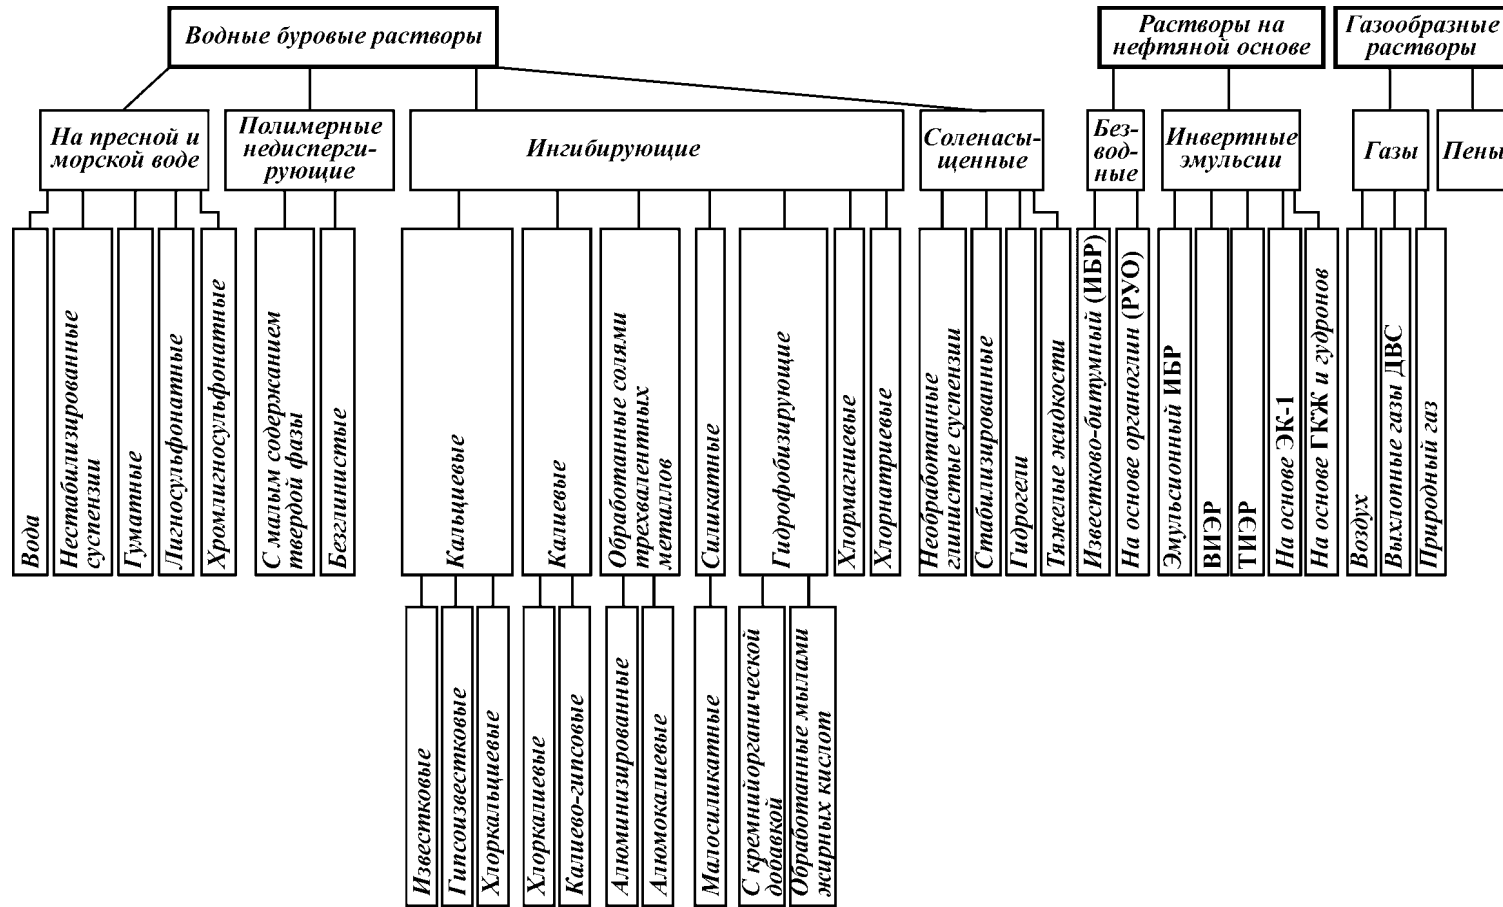 Водные буровые растворы
Растворы на
нефтяной основе
Газообразные
растворы
На пресной и
морской воде
Полимерные
недисперги-
рующие
Ингибирующие
Соленасы-
щенные
Без-
вод-
ные
Инвертные
эмульсии
Газы
Пены
Вода
Нестабилизированные
суспензии
Гуматные
Лигносульфонатные
Хромлигносульфонатные
С малым содержанием
твердой фазы
Безглинистые
Кальциевые
Калиевые
Обработанные солями
трехвалентных
металлов
Силикатные
Гидрофобизирующие
Хлормагниевые
Хлорнатриевые
Необработанные
глинистые суспензии
Стабилизированные
Гидрогели
Тяжелые жидкости
Известково-битумный (ИБР)
На основе органоглин (РУО)
Эмульсионный ИБР
ВИЭР
ТИЭР
На основе ЭК-1
На основе ГКЖ и гудронов
Воздух
Выхлопные газы ДВС
Природный газ
Известковые
Гипсоизвестковые
Хлоркальциевые
Хлоркалиевые
Калиево-гипсовые
Алюминизированные
Алюмокалиевые
Малосиликатные
С кремнийорганической
добавкой
Обработанные мылами
жирных кислот